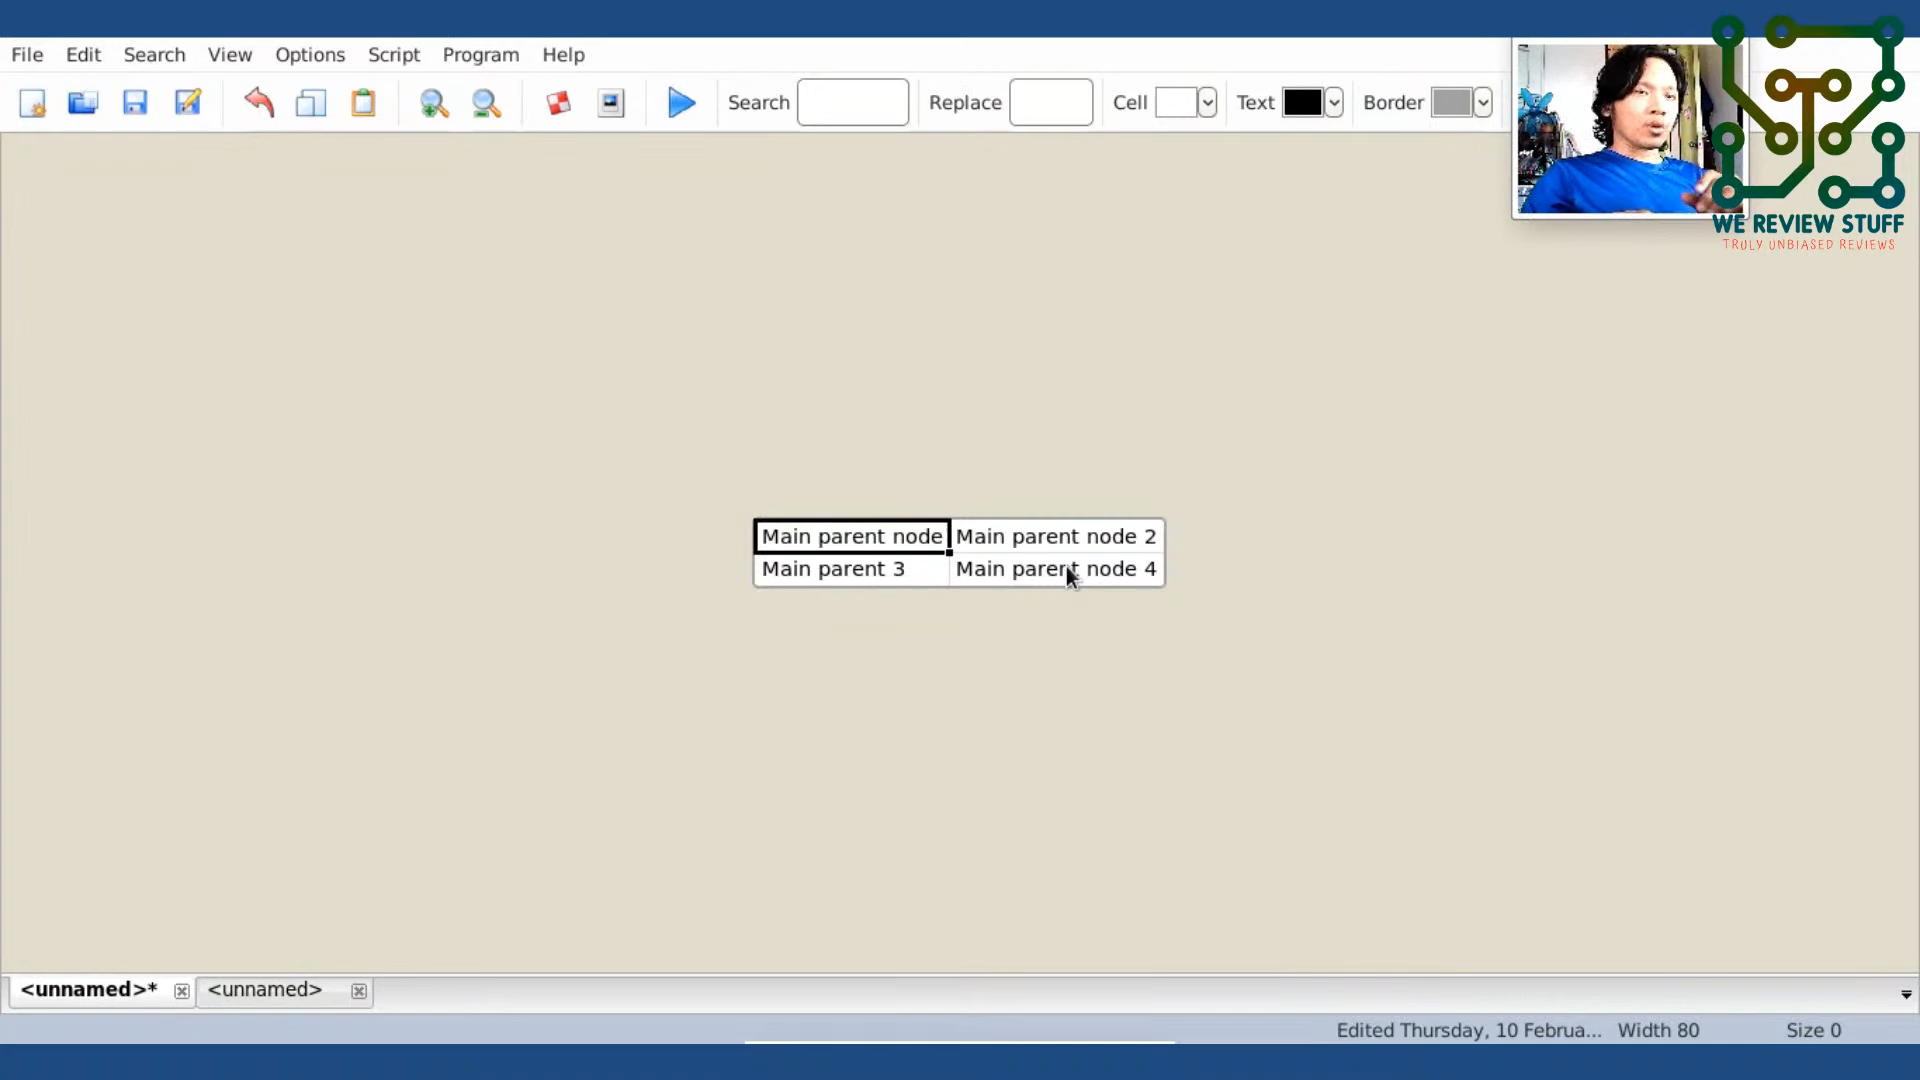 File Edit Search View Options Script Program Help
Search Replace Cell Text Border
WE REVIEW STUFF
TRULY UNBIASED REVIEWS
Main parent node Main parent node 2
Main parent 3 Main parent node 4
<unnamed>* <unnamed>
Edited Thursday, 10 Februa... Width 80 Size 0